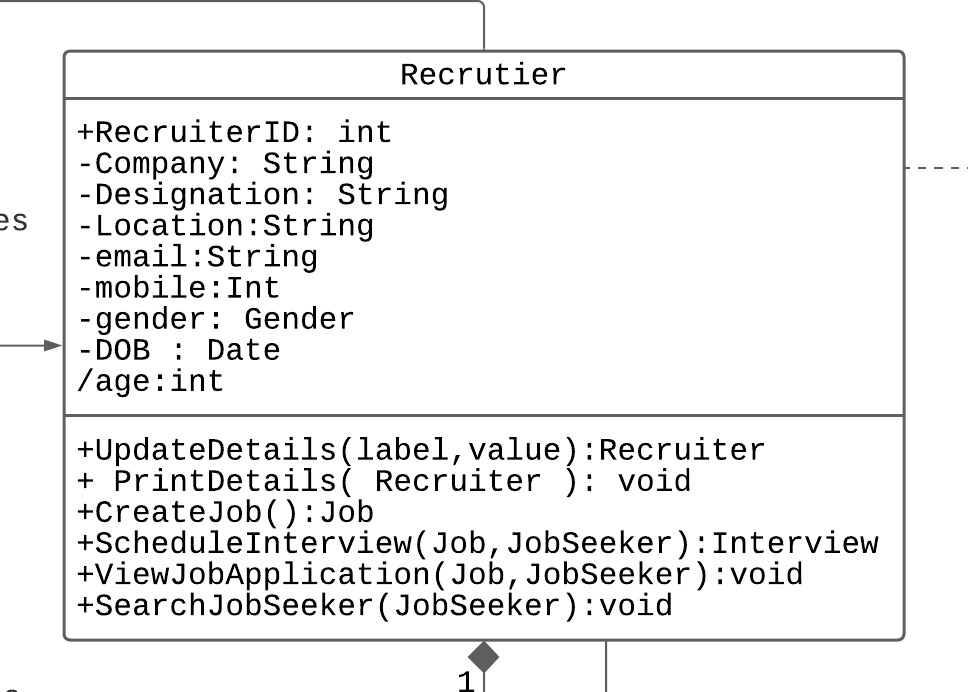 Recrutier
+RecruiterID: int
-Company: String
-Designation: String
-Location:String
es
-email:String
-mobile:Int
-gender: Gender
-DOB : Date
/age:int
+UpdateDetails(label,value):Recruiter
+ PrintDetails( Recruiter ): void
+CreateJob():Job
+ScheduleInterview(Job,JobSeeker):Interview
+ViewJobApplication(Job,JobSeeker):void
+SearchJobSeeker(JobSeeker):void
1